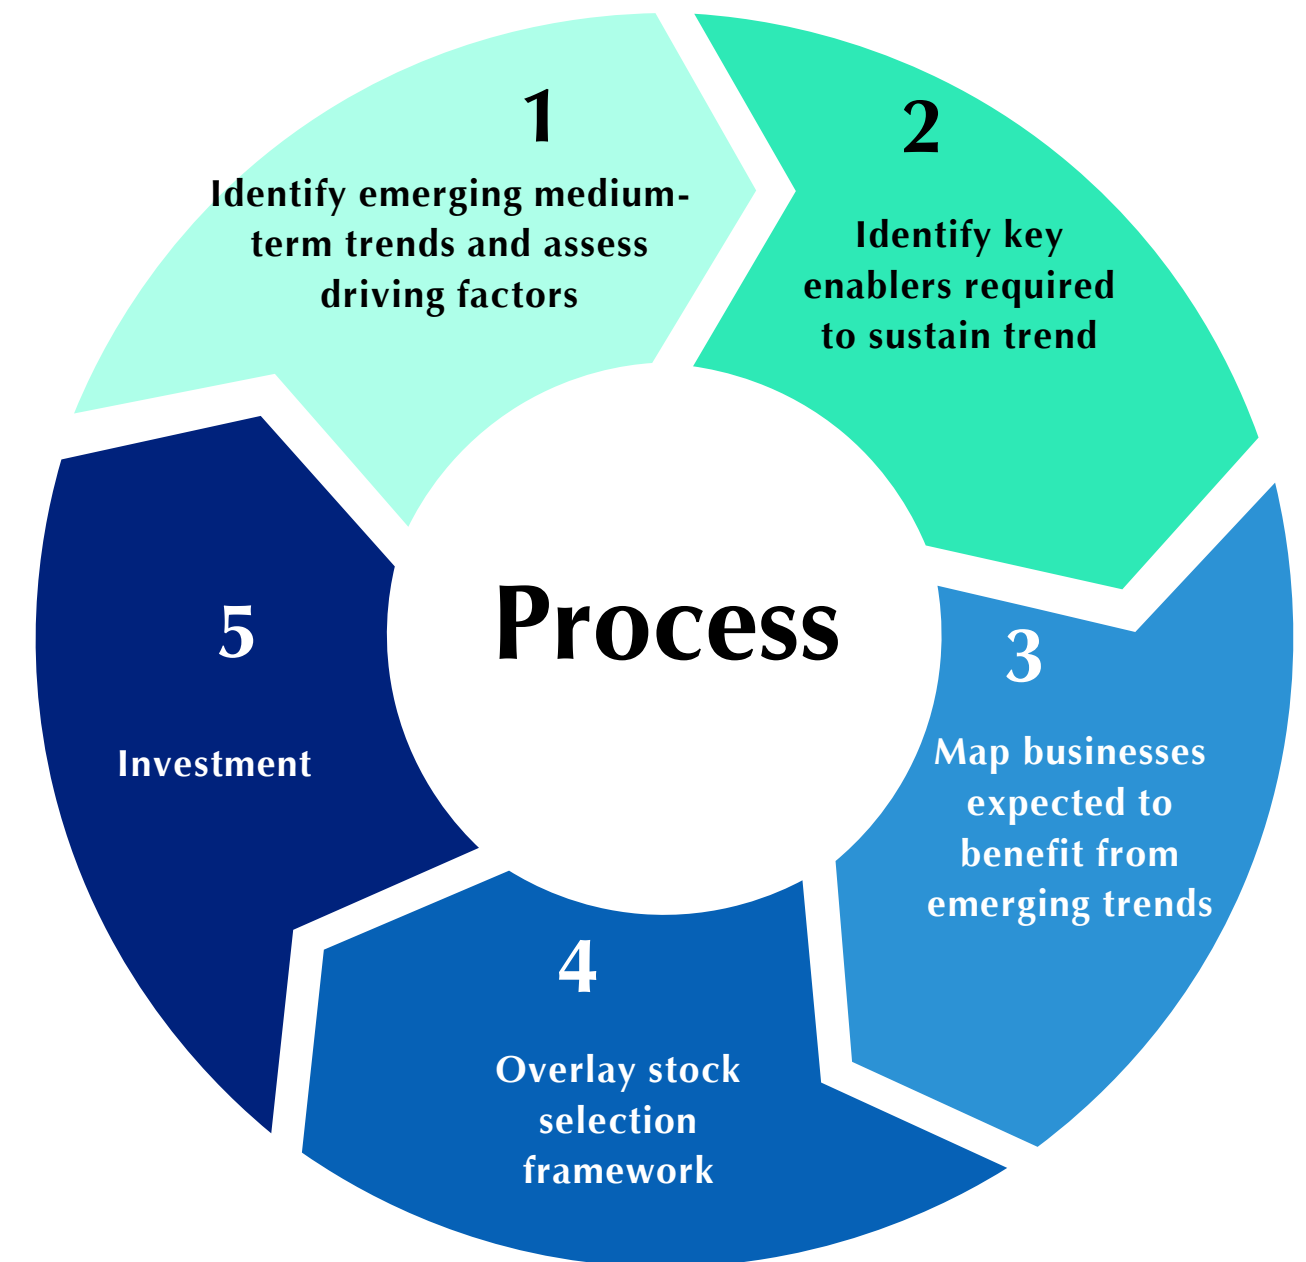 1
Identify emerging medium-
term trends and assess
driving factors
2
Identify key
enablers required
to sustain trend
3
Map businesses
expected to
benefit from
emerging trends
4
Overlay stock
selection
framework
5
Investment
Process